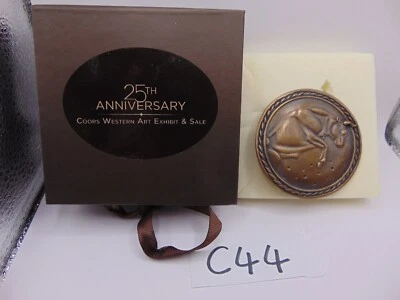 25TH
ANNIVERSARY
COORS WESTERN ART EXHIBIT & SALE
C44